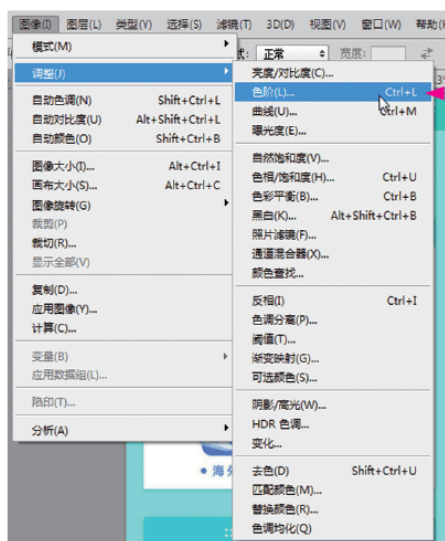 图像(I) 图层(L) 类型(Y) 选择(S) 滤镜(T) 3D(D) 视图(V) 窗口(W) 帮助(H
模式(M)
式: 正常 宽度:
调整(J)
自动色调(N) Shift+Ctrl+L
自动对比度(U) Alt+Shift+Ctrl+L
自动颜色(O) Shift+Ctrl+B
图像大小(I)... Alt+Ctrl+I
画布大小(S)... Alt+Ctrl+C
图像旋转(G)
裁剪(P)
裁切(R)...
显示全部(V)
复制(D)...
应用图像(Y)...
计算(C)...
变量(B)
应用数据组(L)...
陷印(T)...
分析(A)
亮度/对比度(C)...
色阶(L)... Ctrl+L
曲线(U)... Ctrl+M
曝光度(E)...
自然饱和度(V)...
色相/饱和度(H)... Ctrl+U
色彩平衡(B)... Ctrl+B
黑白(K)... Alt+Shift+Ctrl+B
照片滤镜(F)...
通道混合器(X)...
颜色查找...
反相(I) Ctrl+I
色调分离(P)...
阈值(T)...
渐变映射(G)...
可选颜色(S)...
阴影/高光(W)...
HDR 色调...
变化...
去色(D) Shift+Ctrl+U
匹配颜色(M)...
替换颜色(R)...
色调均化(Q)
• 海外